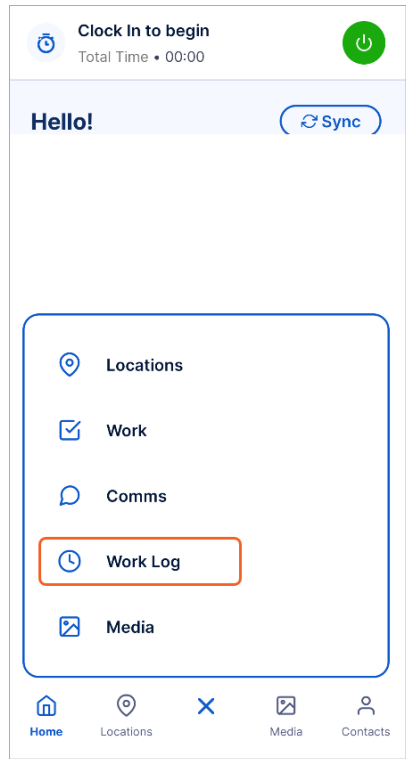 Clock In to begin
Total Time • 00:00
Hello!
Sync
Locations
Work
Comms
Work Log
Media
Home
Locations
Media
Contacts